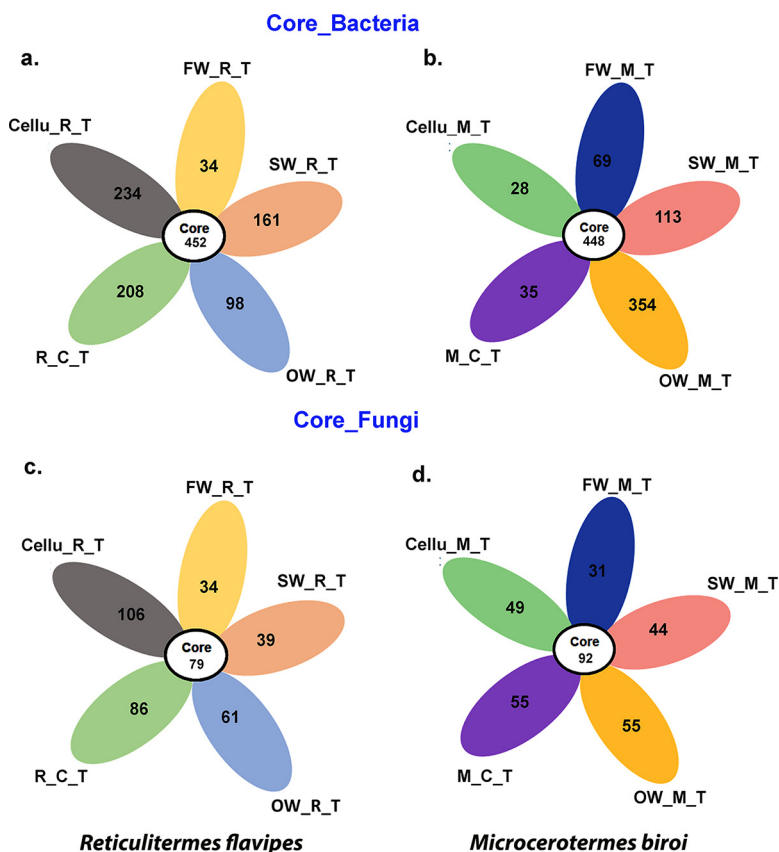 Core_Bacteria
a.
FW_R_T
Cellu_R_T
34
SW_R_T
234
161
Core
452
208
98
R_C_T
OW_R_T
b.
FW_M_T
Cellu_M_T
69
SW_M_T
28
113
Core
448
35
354
M_C_T
OW_M_T
Core_Fungi
c.
FW_R_T
Cellu_R_T
34
SW_R_T
106
39
Core
79
86
61
R_C_T
OW_R_T
d.
FW_M_T
Cellu_M_T
31
SW_M_T
49
44
Core
92
55
55
M_C_T
OW_M_T
Reticulitermes flavipes
Microcerotermes biroi